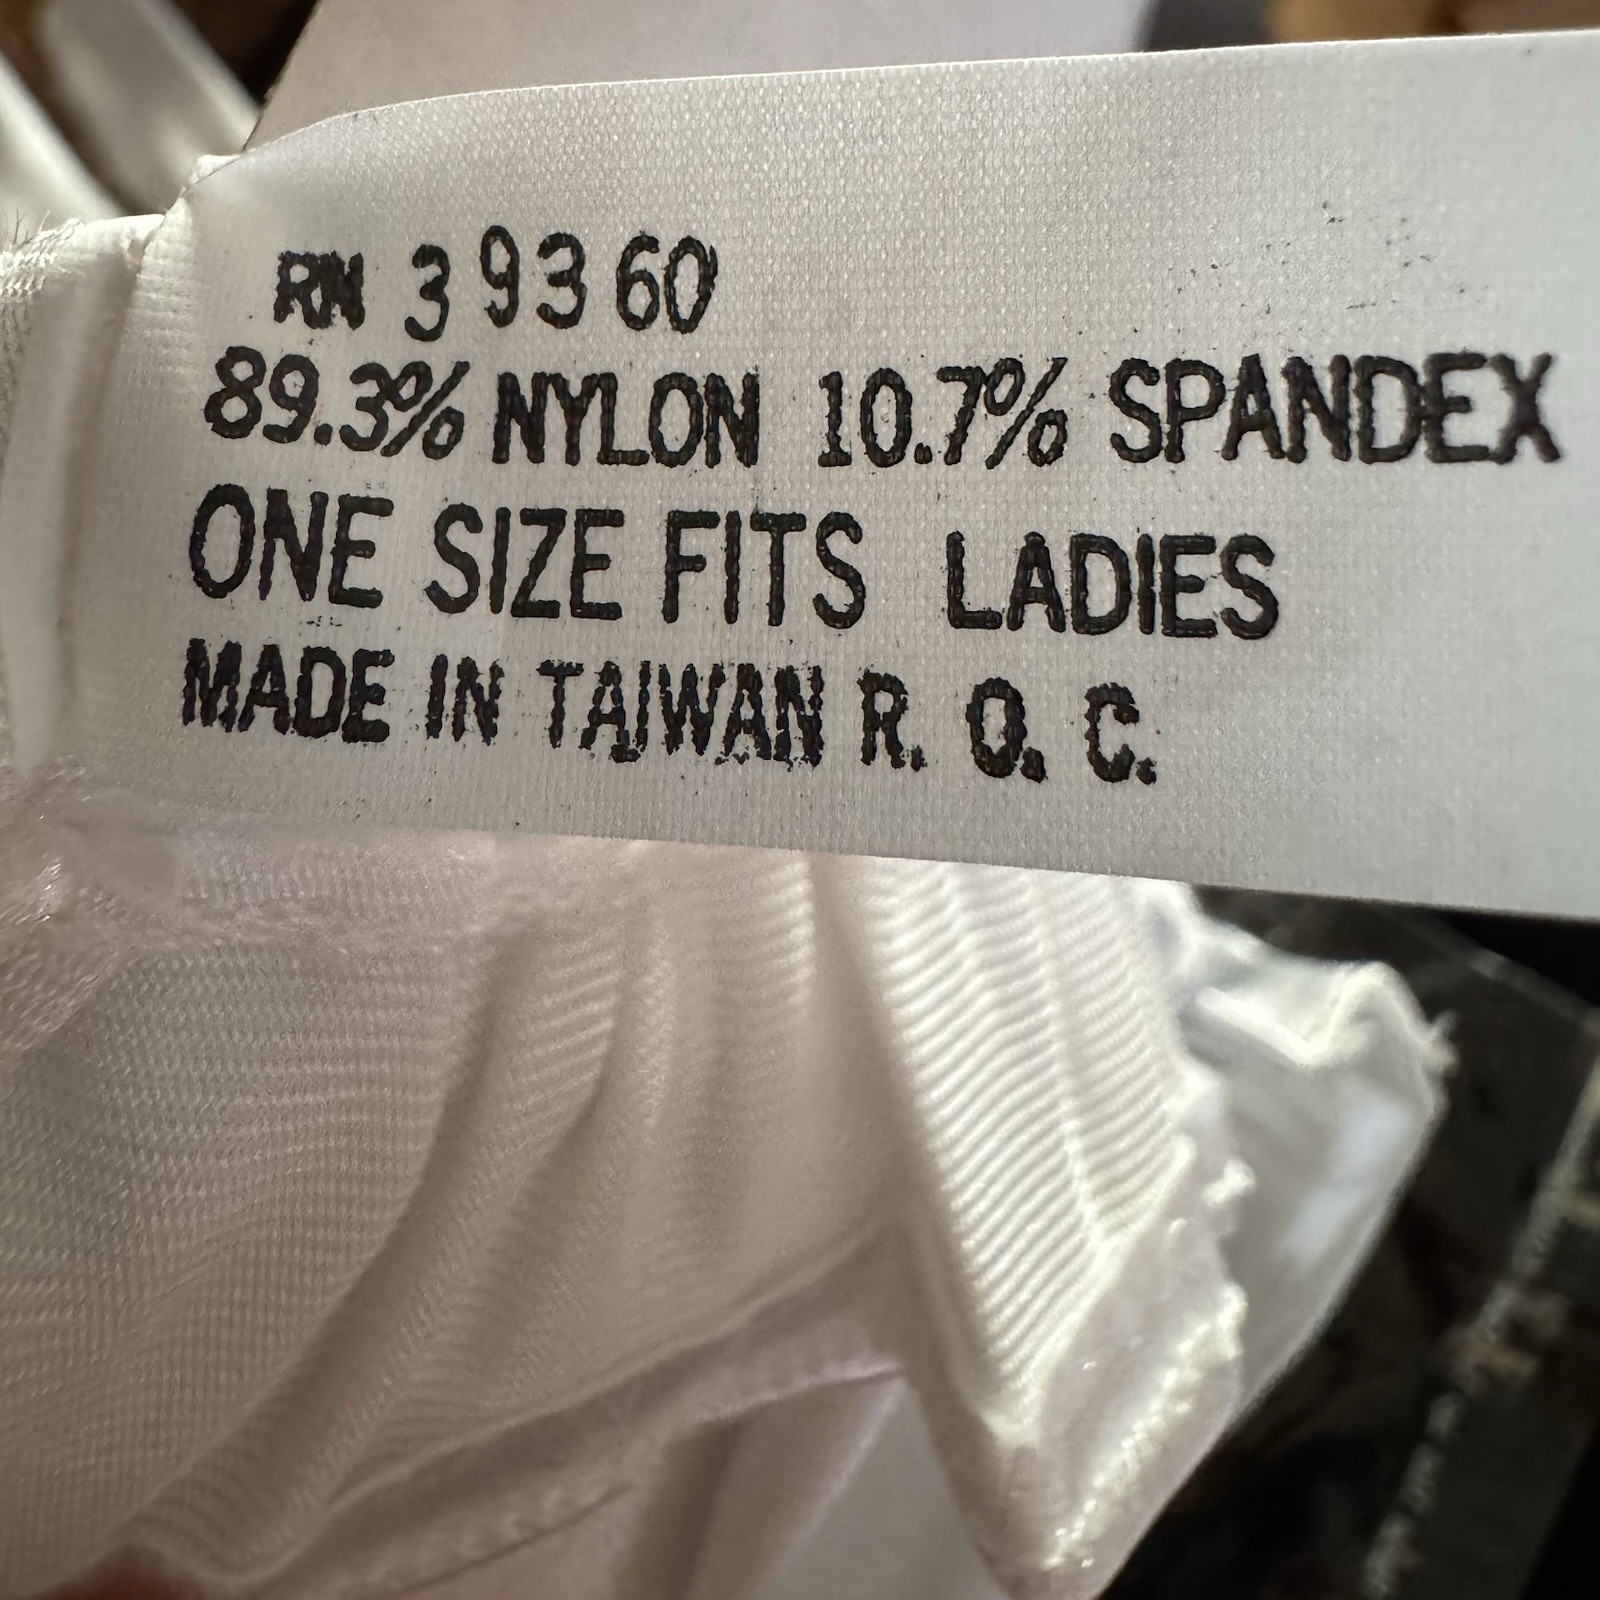 RN 39360
89.3% NYLON 10.7% SPANDEX
ONE SIZE FITS LADIES
MADE IN TAIWAN R. O. C.